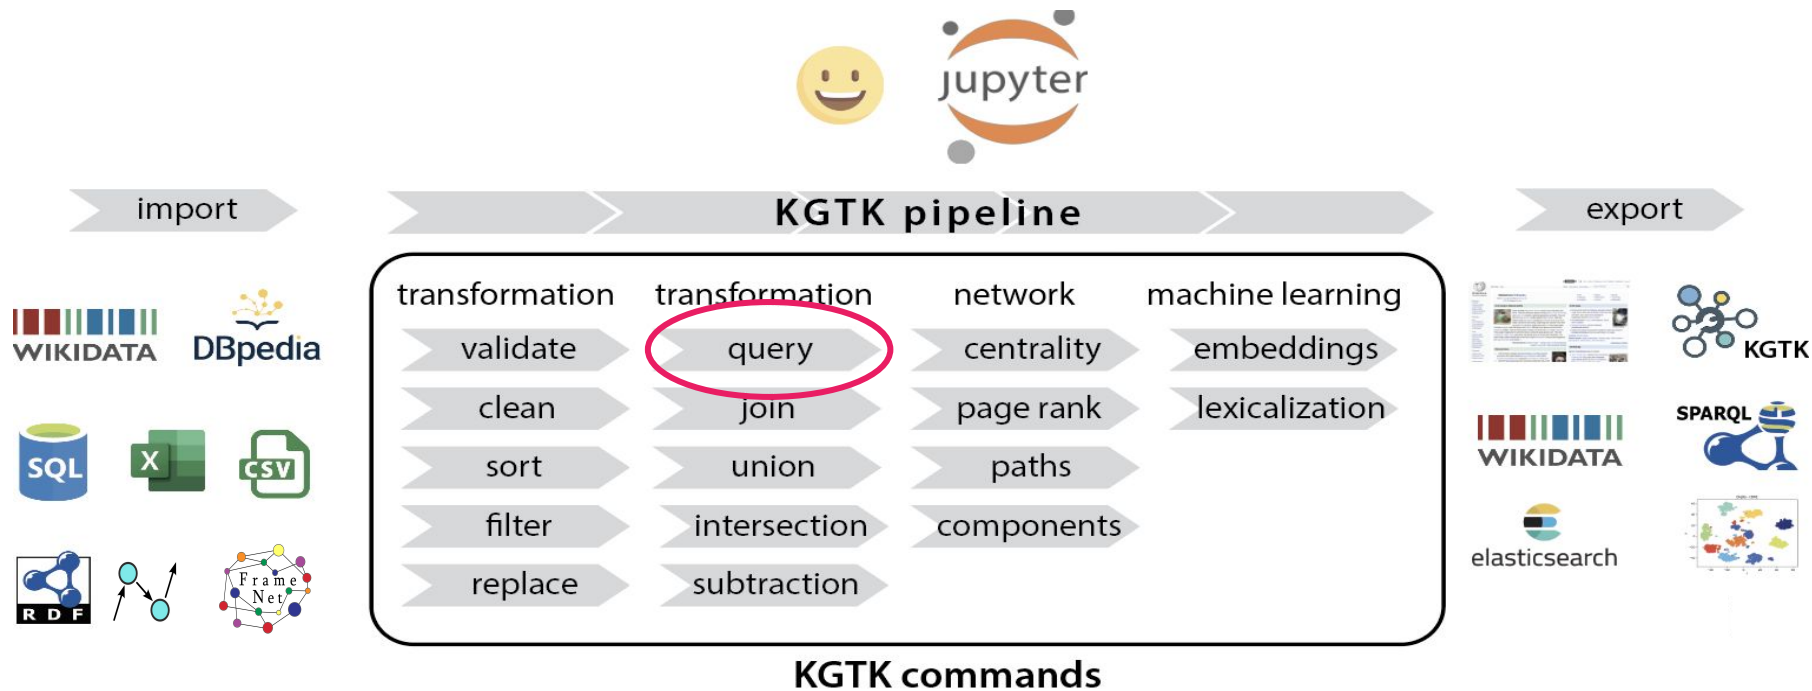 jupyter
import
KGTK pipeline
export
transformation
transformation
network
machine learning
validate
query
centrality
embeddings
clean
join
page rank
lexicalization
sort
union
paths
filter
intersection
components
replace
subtraction
WIKIDATA
DBpedia
SQL
X
CSV
RDF
Frame
Net
KGTK
WIKIDATA
SPARQL
elasticsearch
KGTK commands